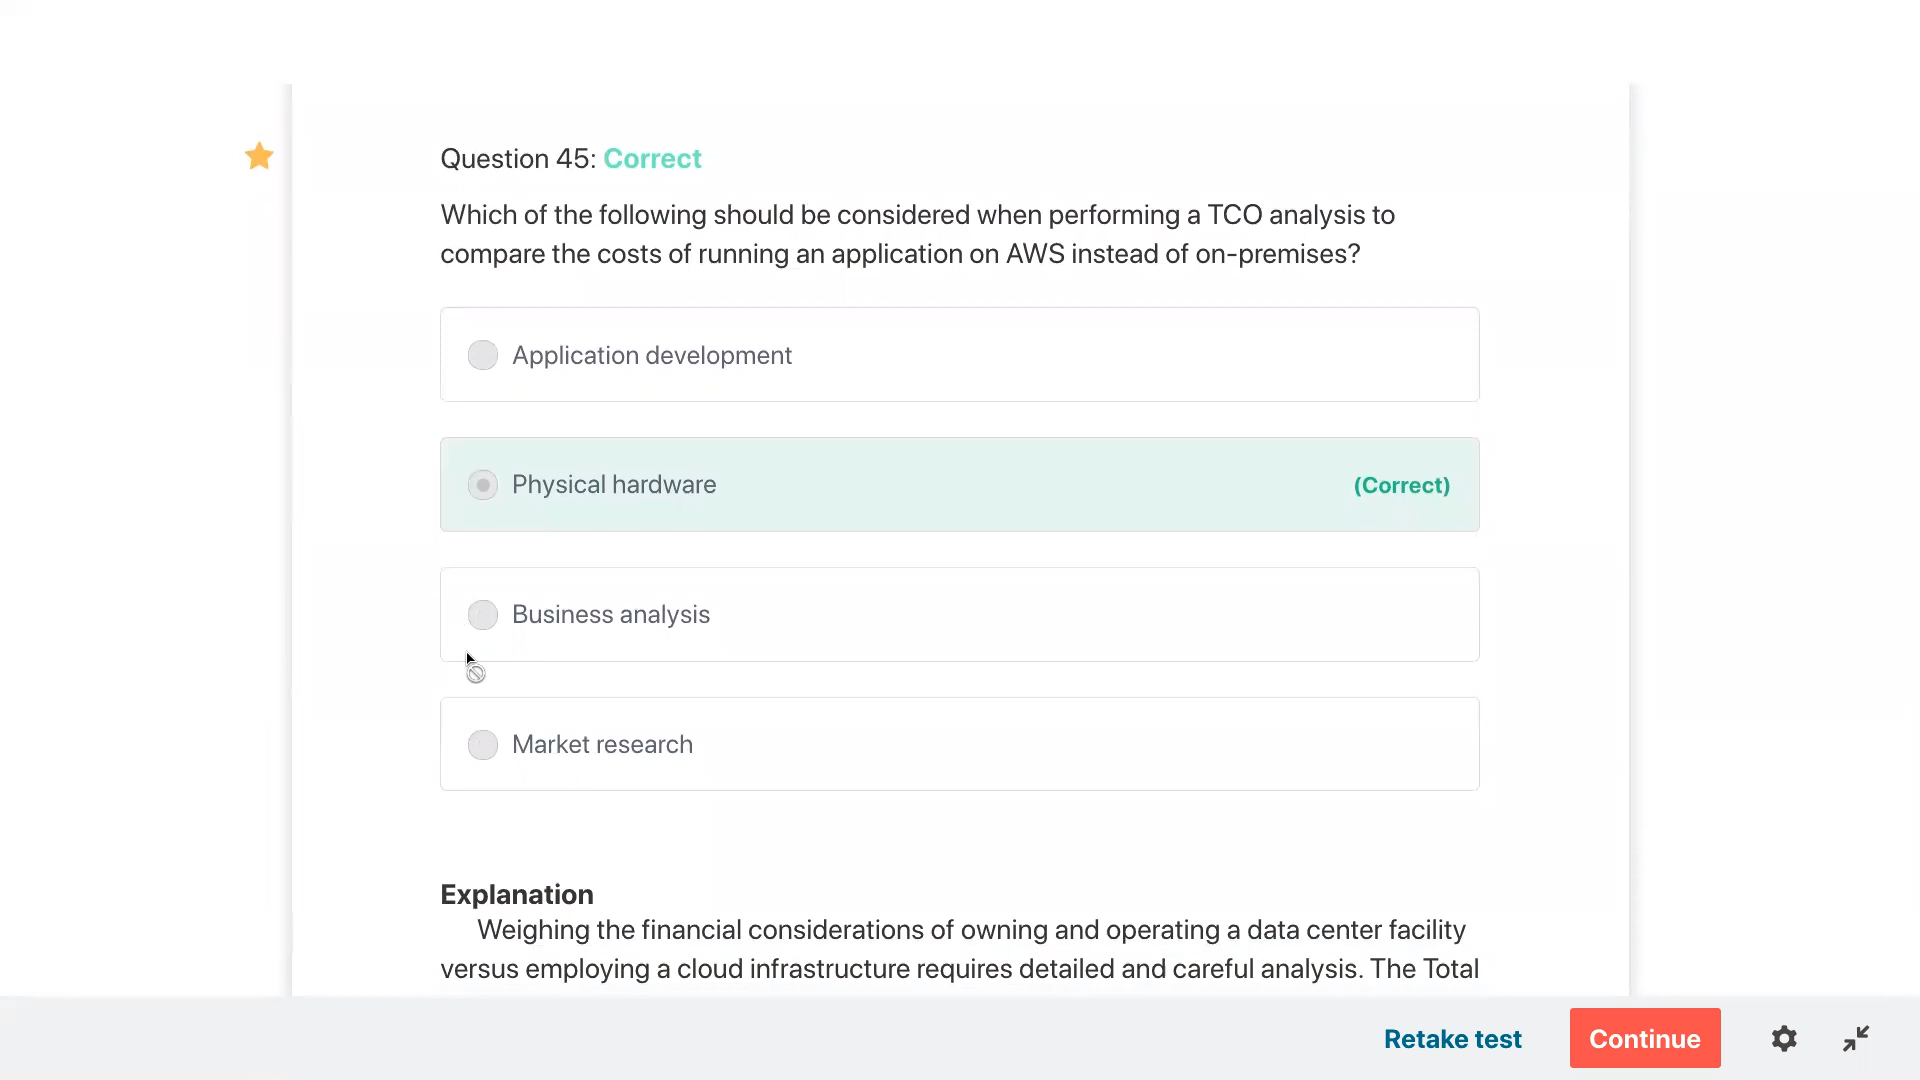 Question 45: Correct
Which of the following should be considered when performing a TCO analysis to
compare the costs of running an application on AWS instead of on-premises?
Application development
Physical hardware
(Correct)
Business analysis
Market research
Explanation
Weighing the financial considerations of owning and operating a data center facility
versus employing a cloud infrastructure requires detailed and careful analysis. The Total
Retake test
Continue